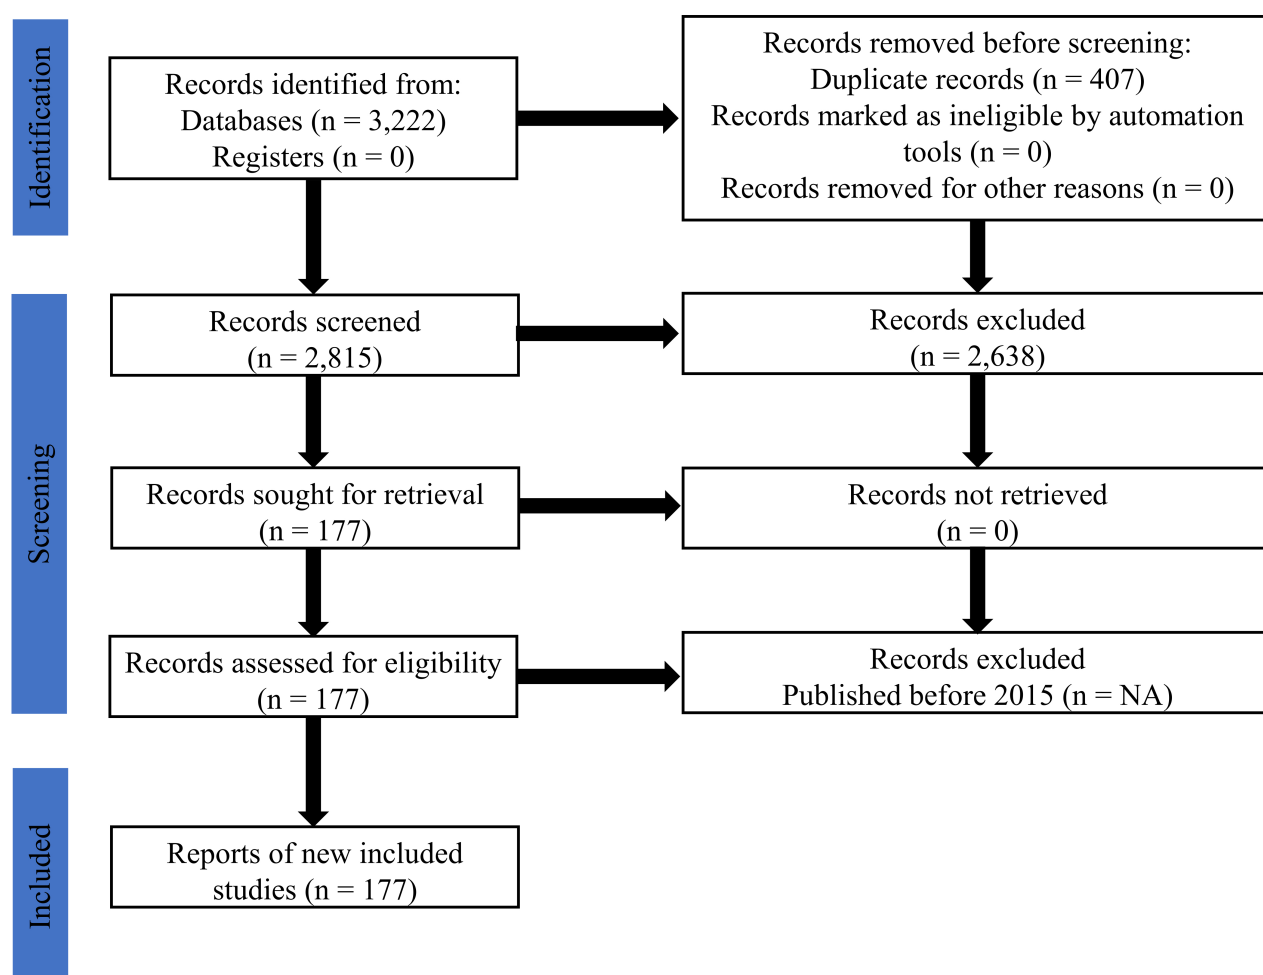 Identification
Records identified from:
Databases (n = 3,222)
Registers (n = 0)
Records removed before screening:
Duplicate records (n = 407)
Records marked as ineligible by automation
tools (n = 0)
Records removed for other reasons (n = 0)
Screening
Records screened
(n = 2,815)
Records excluded
(n = 2,638)
Records sought for retrieval
(n = 177)
Records not retrieved
(n = 0)
Records assessed for eligibility
(n = 177)
Records excluded
Published before 2015 (n = NA)
Included
Reports of new included
studies (n = 177)